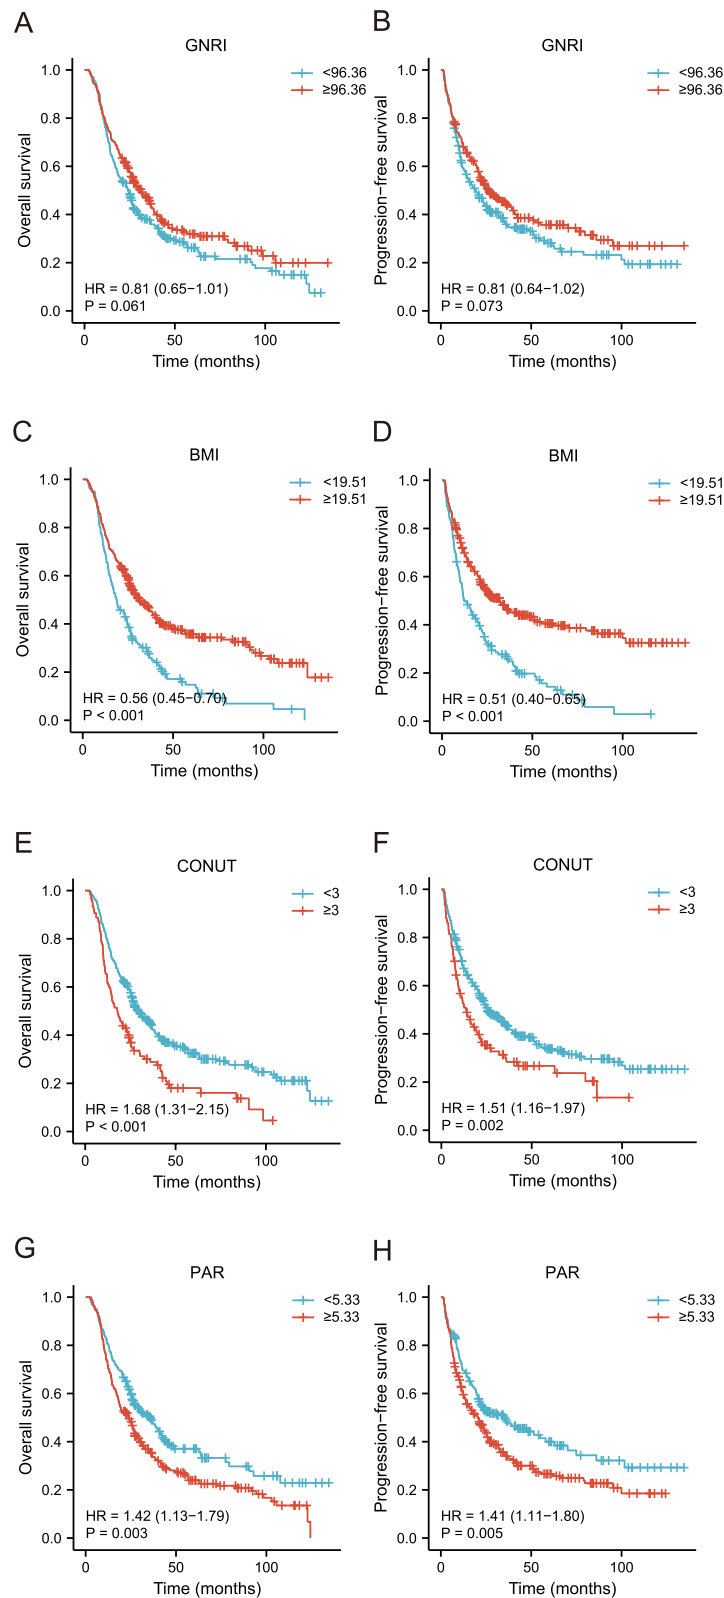 A
GNRI
<96.36
≥96.36
Overall survival
1.0
0.8
0.6
0.4
0.2
0.0
HR = 0.81 (0.65−1.01)
P = 0.061
0
50
100
Time (months)
B
GNRI
<96.36
≥96.36
Progression−free survival
1.0
0.8
0.6
0.4
0.2
0.0
HR = 0.81 (0.64−1.02)
P = 0.073
0
50
100
Time (months)
C
BMI
<19.51
≥19.51
Overall survival
1.0
0.8
0.6
0.4
0.2
0.0
HR = 0.56 (0.45−0.70)
P < 0.001
0
50
100
Time (months)
D
BMI
<19.51
≥19.51
Progression−free survival
1.0
0.8
0.6
0.4
0.2
0.0
HR = 0.51 (0.40−0.65)
P < 0.001
0
50
100
Time (months)
E
CONUT
<3
≥3
Overall survival
1.0
0.8
0.6
0.4
0.2
0.0
HR = 1.68 (1.31−2.15)
P < 0.001
0
50
100
Time (months)
F
CONUT
<3
≥3
Progression−free survival
1.0
0.8
0.6
0.4
0.2
0.0
HR = 1.51 (1.16−1.97)
P = 0.002
0
50
100
Time (months)
G
PAR
<5.33
≥5.33
Overall survival
1.0
0.8
0.6
0.4
0.2
0.0
HR = 1.42 (1.13−1.79)
P = 0.003
0
50
100
Time (months)
H
PAR
<5.33
≥5.33
Progression−free survival
1.0
0.8
0.6
0.4
0.2
0.0
HR = 1.41 (1.11−1.80)
P = 0.005
0
50
100
Time (months)